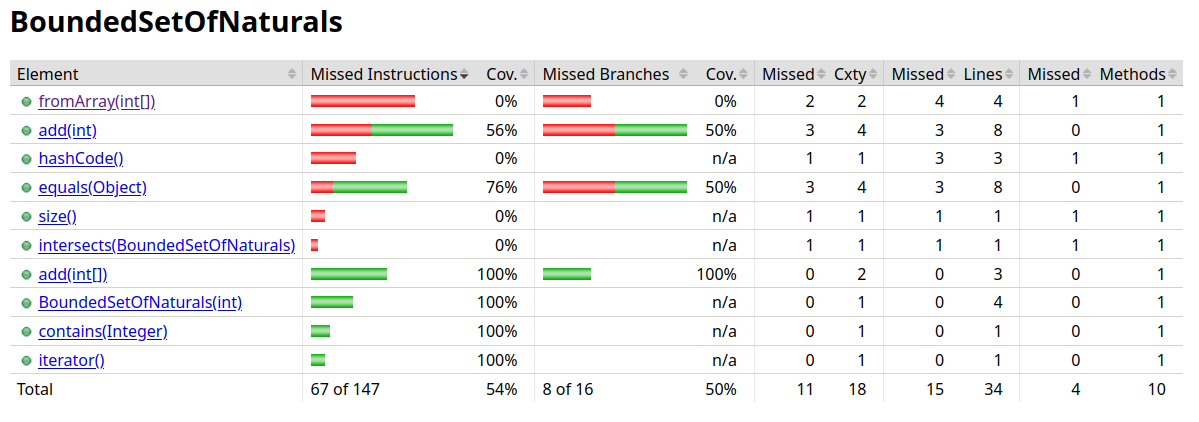 BoundedSetOfNaturals
Element Missed Instructions Cov. Missed Branches Cov. Missed Cxty Missed Lines Missed Methods
fromArray(int[]) 0% 0% 2 2 4 4 1 1
add(int) 56% 50% 3 4 3 8 0 1
hashCode() 0% n/a 1 1 3 3 1 1
equals(Object) 76% 50% 3 4 3 8 0 1
size() 0% n/a 1 1 1 1 1 1
intersects(BoundedSetOfNaturals) 0% n/a 1 1 1 1 1 1
add(int[]) 100% 100% 0 2 0 3 0 1
BoundedSetOfNaturals(int) 100% n/a 0 1 0 4 0 1
contains(Integer) 100% n/a 0 1 0 1 0 1
iterator() 100% n/a 0 1 0 1 0 1
Total 67 of 147 54% 8 of 16 50% 11 18 15 34 4 10